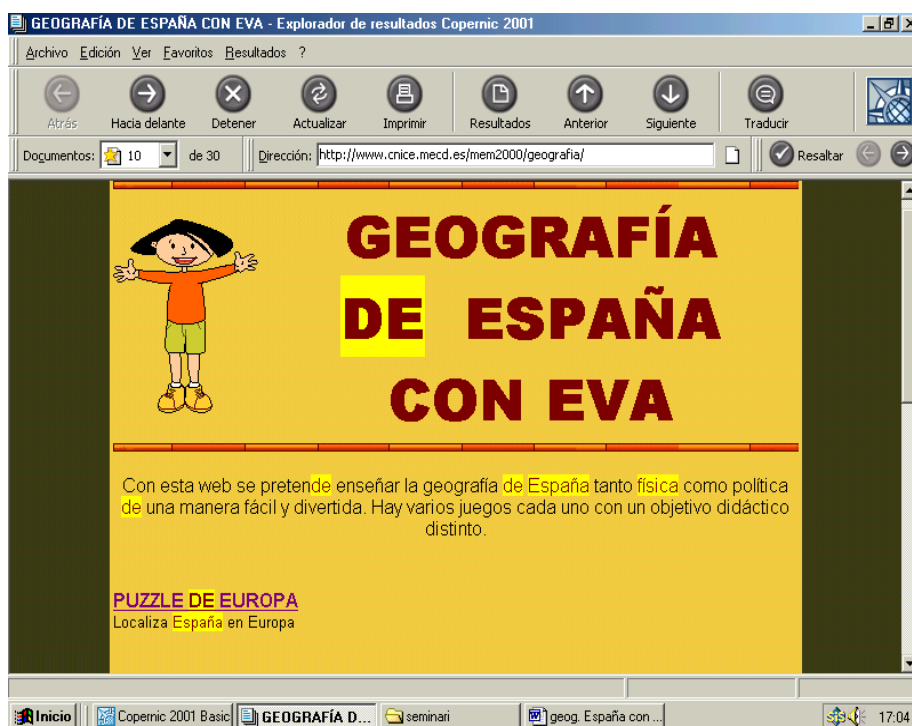 GEOGRAFÍA DE ESPAÑA CON EVA - Explorador de resultados Copernic 2001
Archivo Edición Ver Favoritos Resultados ?
Atrás Hacia delante Detener Actualizar Imprimir Resultados Anterior Siguiente Traducir
Documentos: 10 de 30 Dirección: http://www.cnice.mecd.es/mem2000/geografia/ Resaltar
GEOGRAFÍA
DE ESPAÑA
CON EVA
Con esta web se pretende enseñar la geografía de España tanto física como política
de una manera fácil y divertida. Hay varios juegos cada uno con un objetivo didáctico
distinto.
PUZZLE DE EUROPA
Localiza España en Europa
Inicio Copernic 2001 Basic GEOGRAFÍA D... seminari geog. España con ... 17:04